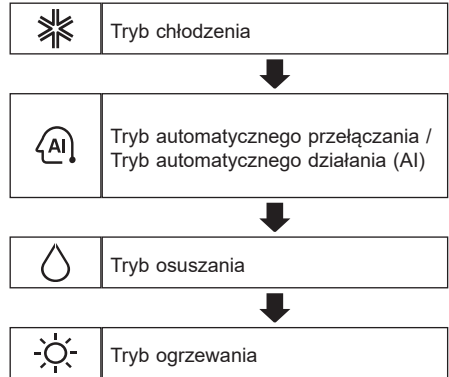 Tryb chłodzenia
AI
Tryb automatycznego przełączania /
Tryb automatycznego działania (AI)
Tryb osuszania
Tryb ogrzewania